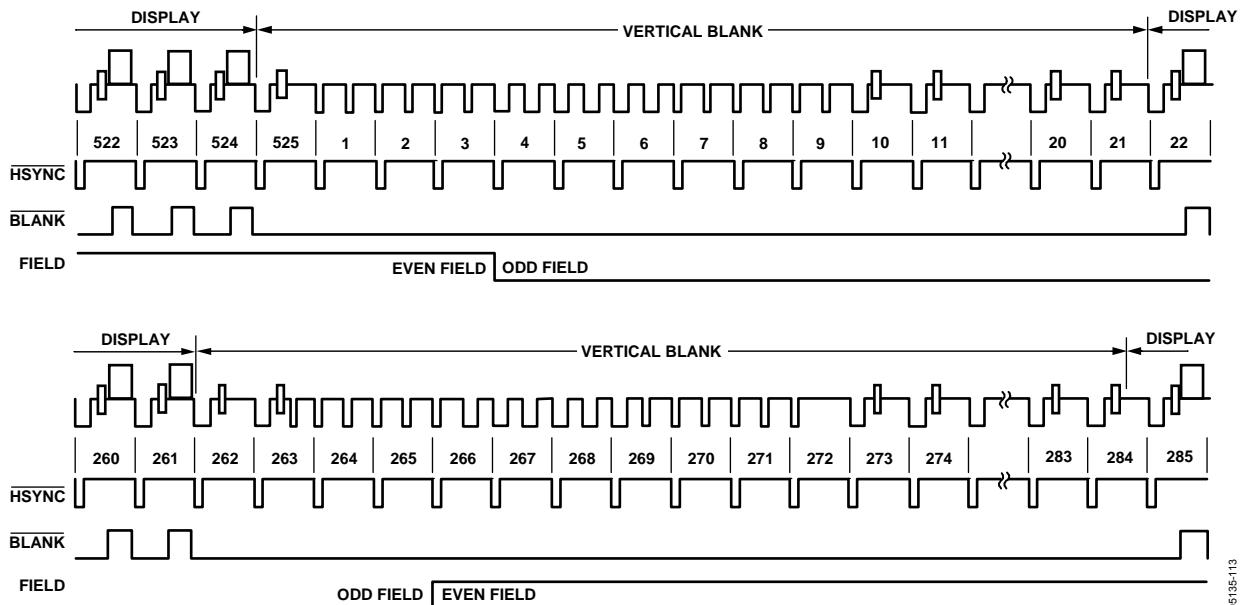 DISPLAY VERTICAL BLANK DISPLAY
522 523 524 525 1 2 3 4 5 6 7 8 9 10 11 20 21 22
HSYNC
BLANK
FIELD
EVEN FIELD ODD FIELD
DISPLAY VERTICAL BLANK DISPLAY
260 261 262 263 264 265 266 267 268 269 270 271 272 273 274 283 284 285
HSYNC
BLANK
FIELD
ODD FIELD EVEN FIELD